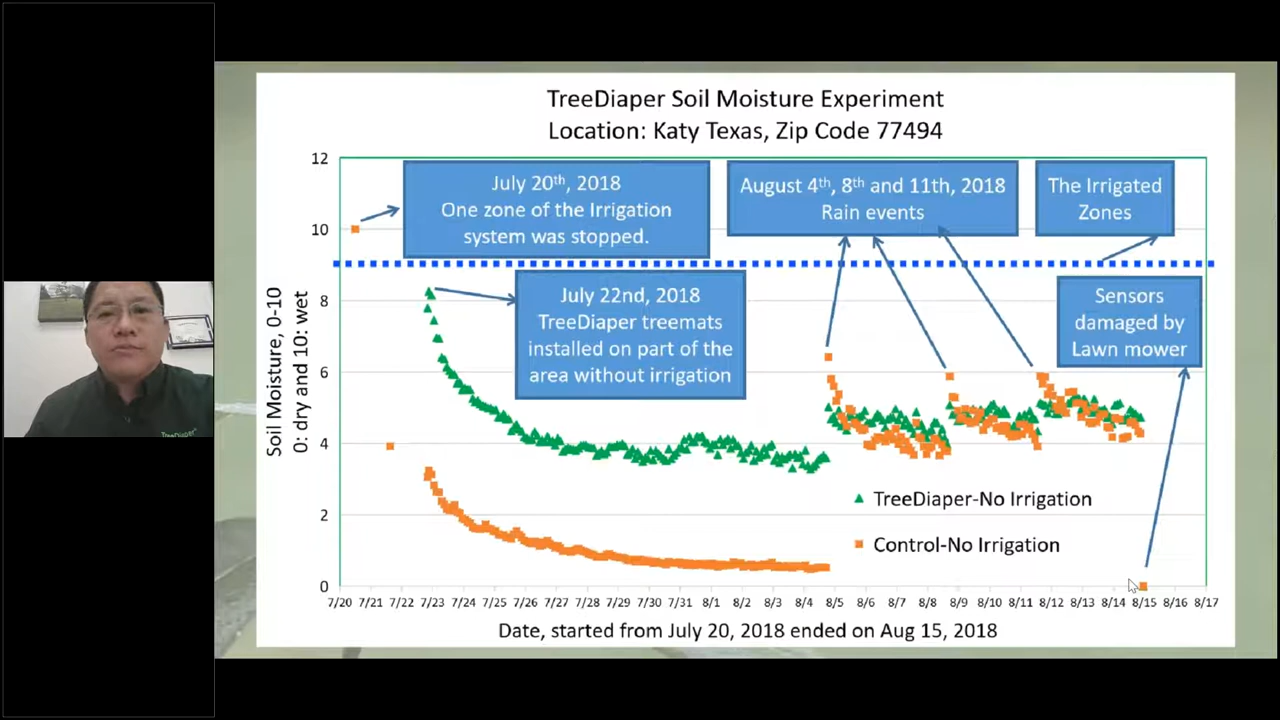 TreeDiaper Soil Moisture Experiment
Location: Katy Texas, Zip Code 77494
12
10
8
6
4
2
0
Soil Moisture, 0-10
0: dry and 10: wet
July 20th, 2018
One zone of the Irrigation
system was stopped.
August 4th, 8th and 11th, 2018
Rain events
The Irrigated
Zones
July 22nd, 2018
TreeDiaper treemats
installed on part of the
area without irrigation
Sensors
damaged by
Lawn mower
TreeDiaper-No Irrigation
Control-No Irrigation
7/20 7/21 7/22 7/23 7/24 7/25 7/26 7/27 7/28 7/29 7/30 7/31 8/1 8/2 8/3 8/4 8/5 8/6 8/7 8/8 8/9 8/10 8/11 8/12 8/13 8/14 8/15 8/16 8/17
Date, started from July 20, 2018 ended on Aug 15, 2018
TreeDiaper